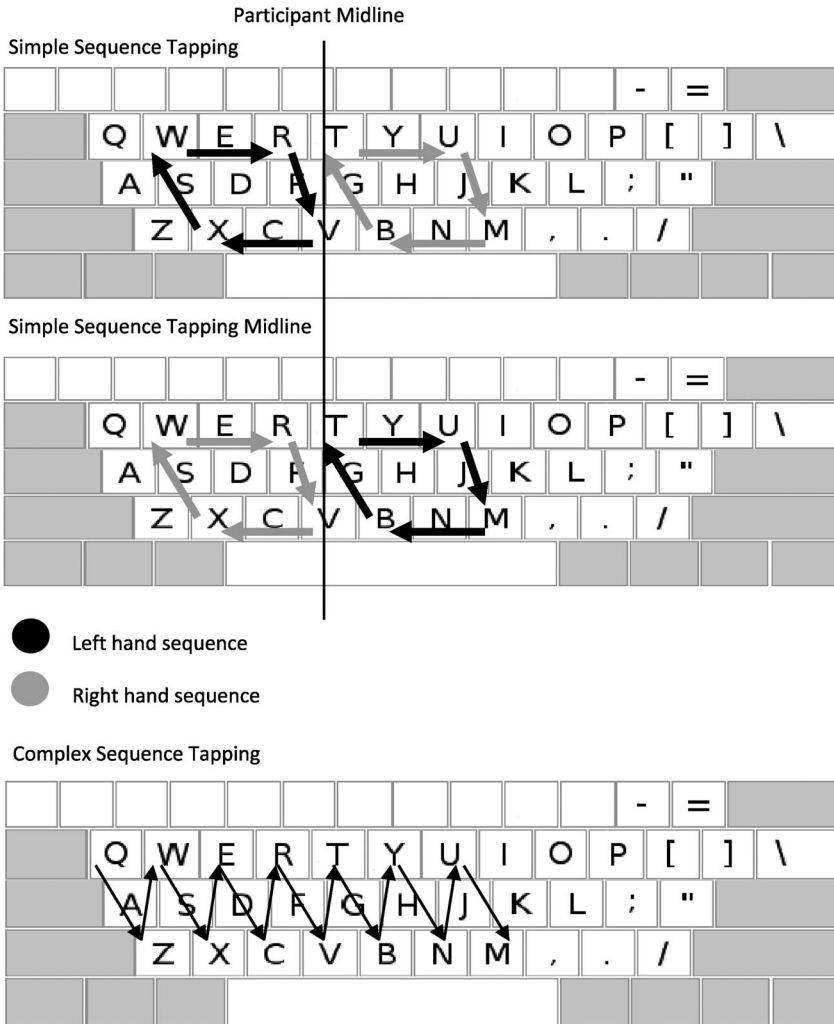 Participant Midline
Simple Sequence Tapping
- =
Q W E R T Y U I O P [ ] \
A S D F G H J K L ; "
Z X C V B N M , . /
Simple Sequence Tapping Midline
- =
Q W E R T Y U I O P [ ] \
A S D F G H J K L ; "
Z X C V B N M , . /
Left hand sequence
Right hand sequence
Complex Sequence Tapping
- =
Q W E R T Y U I O P [ ] \
A S D F G H J K L ; "
Z X C V B N M , . /